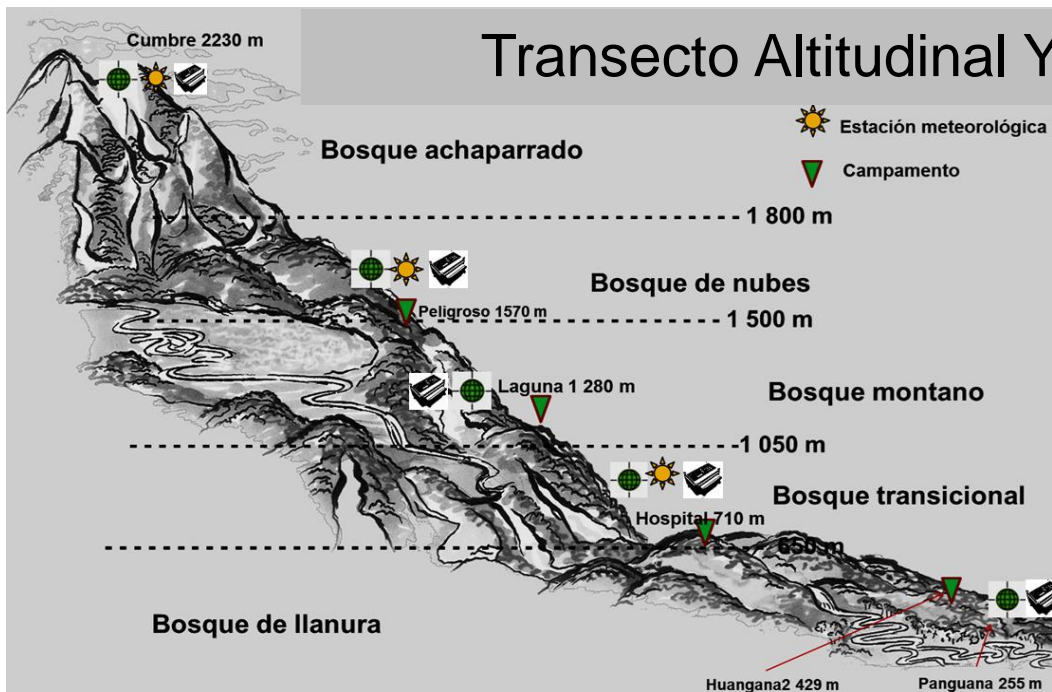 Transecto Altitudinal Y
Cumbre 2230 m
Estación meteorológica
Bosque achaparrado
Campamento
1 800 m
Bosque de nubes
Peligroso 1570 m
1 500 m
Laguna 1 280 m
Bosque montano
1 050 m
Bosque transicional
Hospital 710 m
650 m
Bosque de llanura
Huangana2 429 m
Panguana 255 m